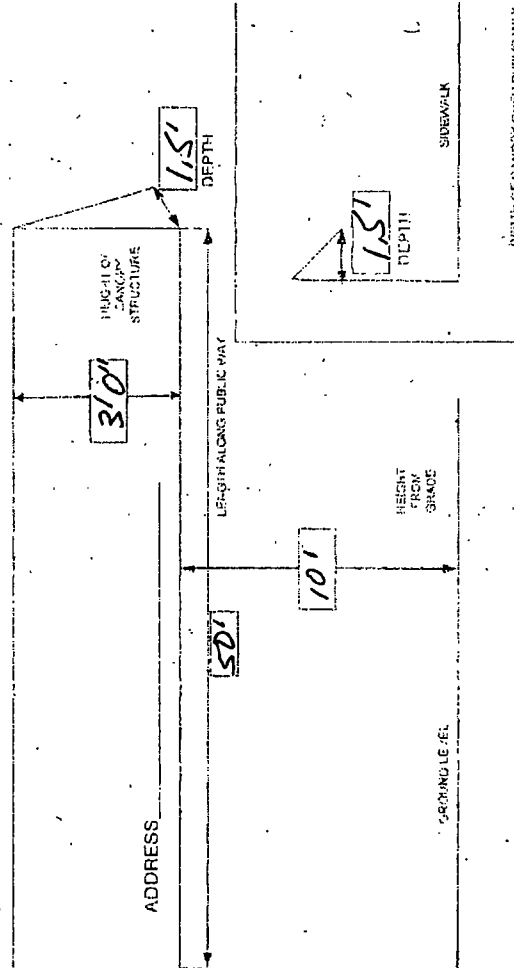 1.5'
DEPTH
HEIGHT OF
CANOPY
STRUCTURE
3'0"
LENGTH ALONG PUBLIC WAY
50'
ADDRESS
10'
HEIGHT
FROM
GRADE
GROUND LEVEL
1.5'
DEPTH
SIDEWALK